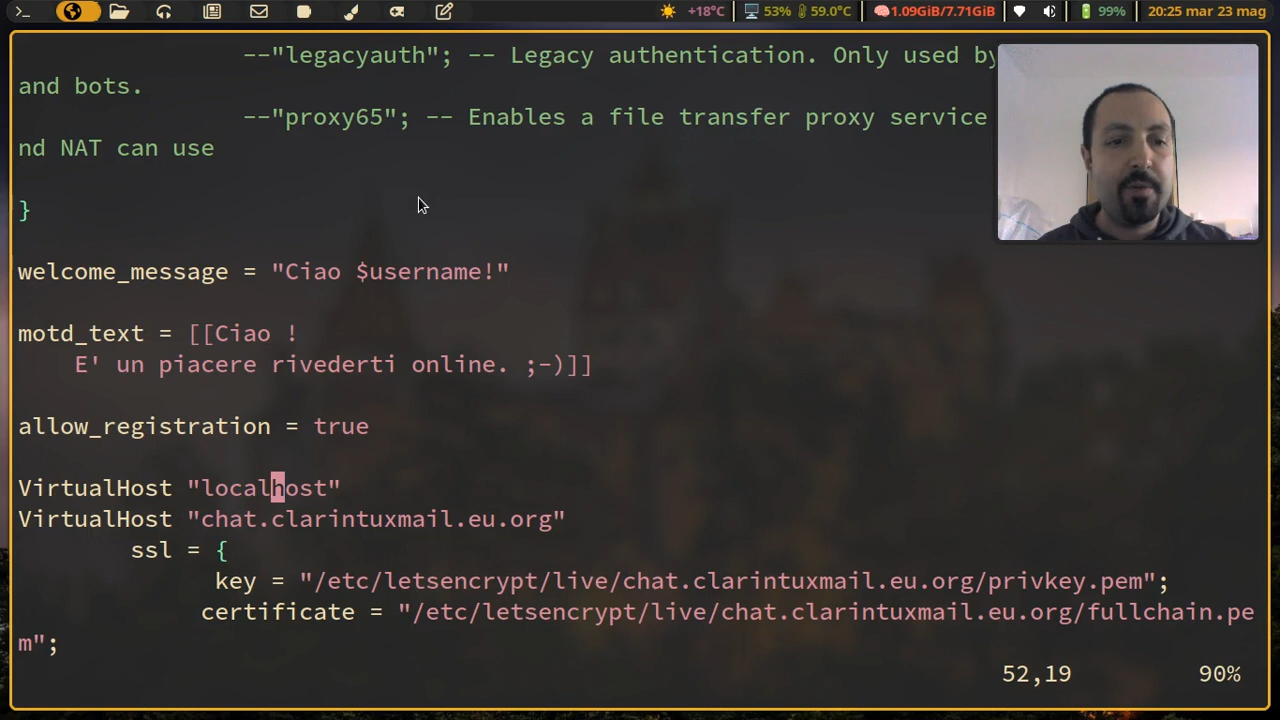 +18°C 53% 59.0°C 1.09GiB/7.71GiB 99% 20:25 mar 23 mag
--"legacyauth"; -- Legacy authentication. Only used by
and bots.
--"proxy65"; -- Enables a file transfer proxy service
nd NAT can use
}
welcome_message = "Ciao $username!"
motd_text = [[Ciao !
E' un piacere rivederti online. ;-)]]
allow_registration = true
VirtualHost "localhost"
VirtualHost "chat.clarintuxmail.eu.org"
ssl = {
key = "/etc/letsencrypt/live/chat.clarintuxmail.eu.org/privkey.pem";
certificate = "/etc/letsencrypt/live/chat.clarintuxmail.eu.org/fullchain.pe
m";
52,19 90%